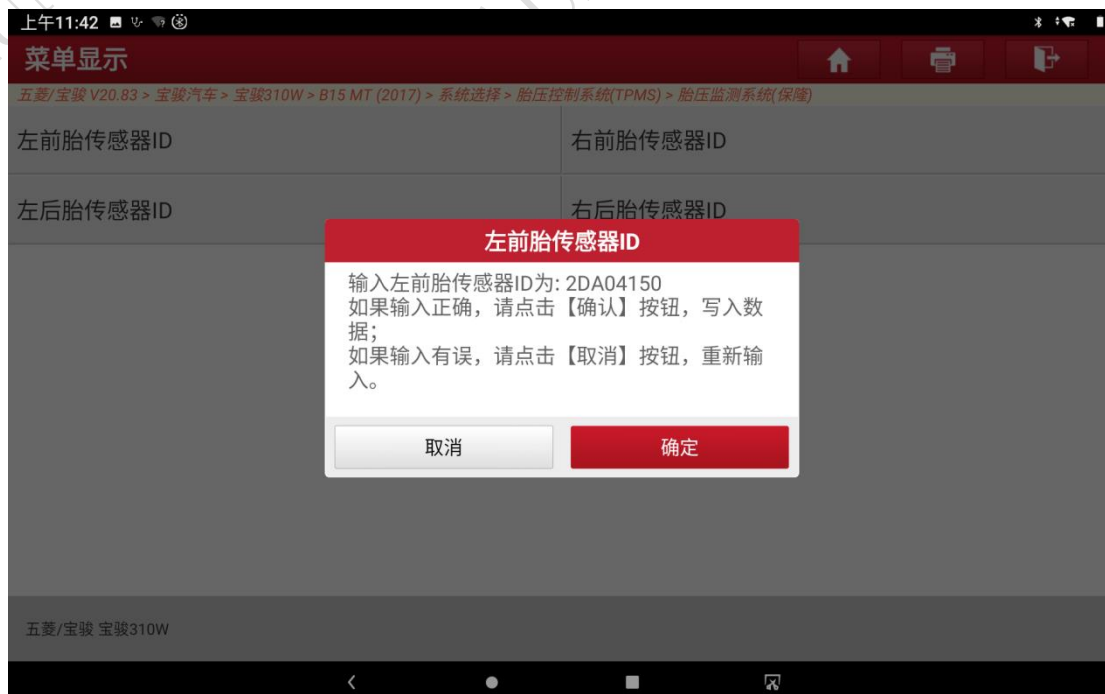 上午11:42
菜单显示
五菱/宝骏 V20.83 > 宝骏汽车 > 宝骏310W > B15 MT (2017) > 系统选择 > 胎压控制系统(TPMS) > 胎压监测系统(保隆)
左前胎传感器ID
右前胎传感器ID
左后胎传感器ID
右后胎传感器ID
左前胎传感器ID
输入左前胎传感器ID为: 2DA04150
如果输入正确，请点击【确认】按钮，写入数
据；
如果输入有误，请点击【取消】按钮，重新输
入。
取消
确定
五菱/宝骏 宝骏310W